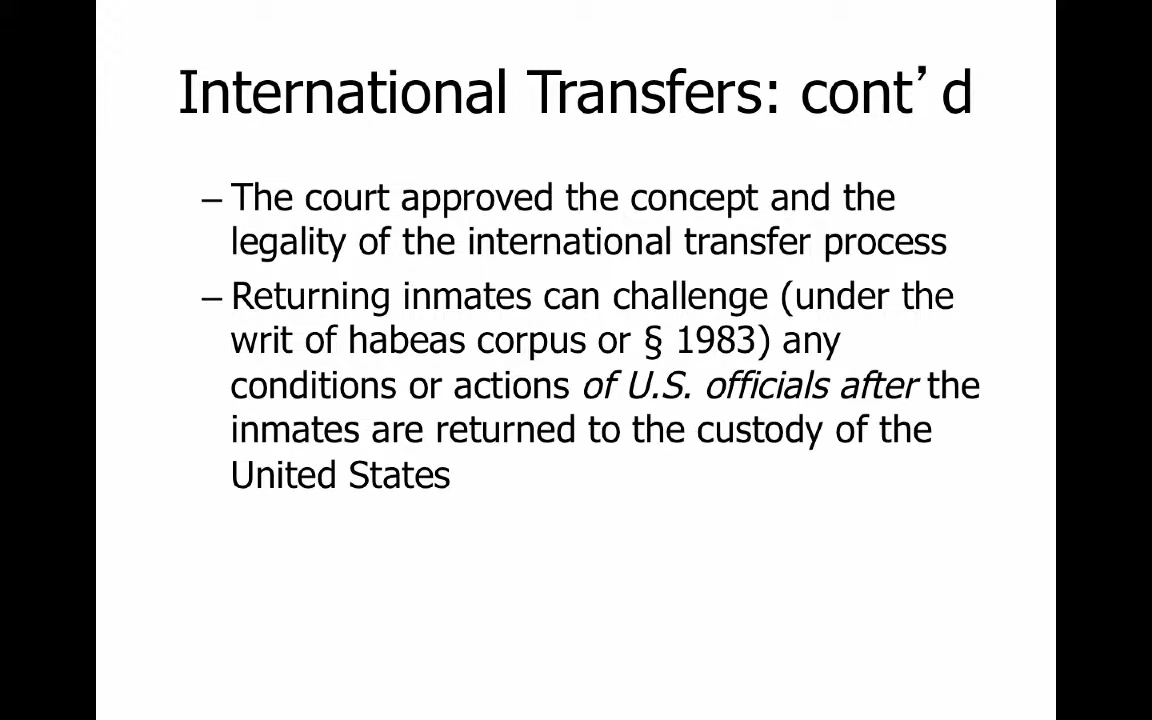 International Transfers: cont’d
– The court approved the concept and the
legality of the international transfer process
– Returning inmates can challenge (under the
writ of habeas corpus or § 1983) any
conditions or actions of U.S. officials after the
inmates are returned to the custody of the
United States